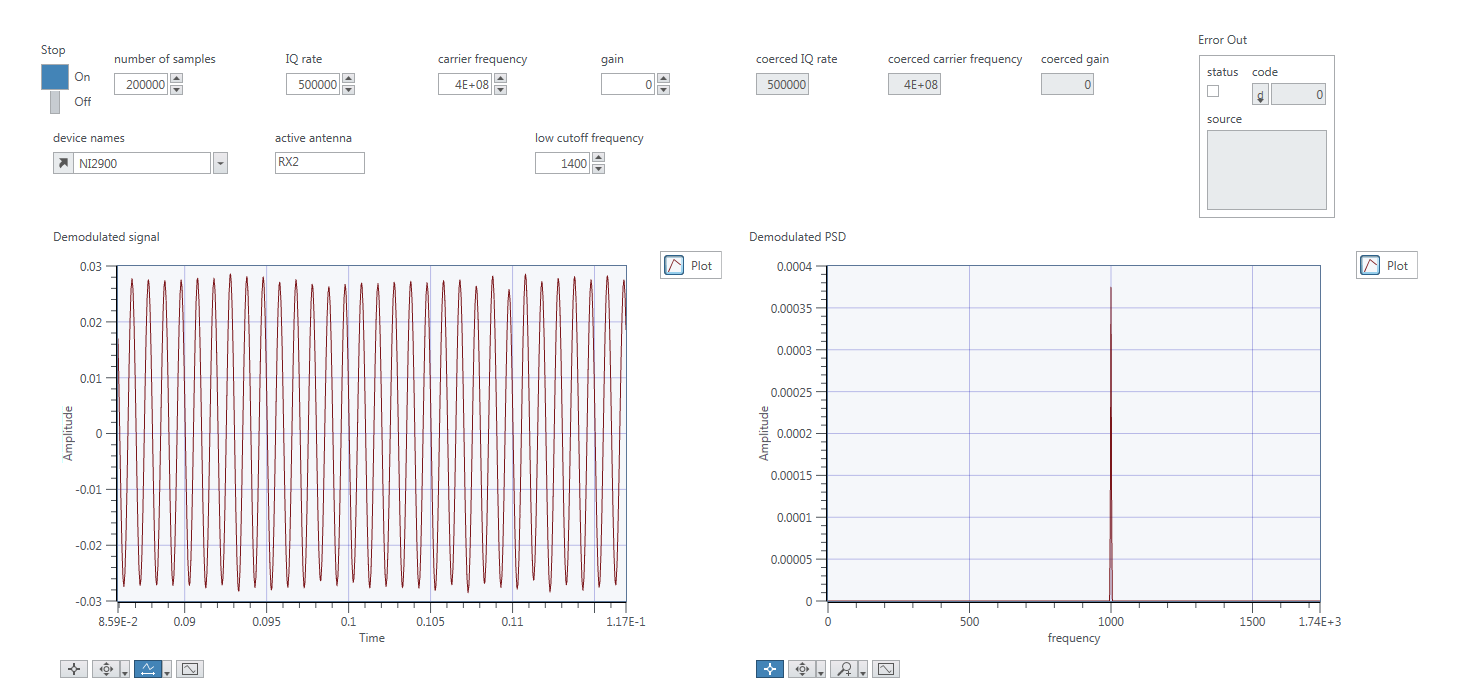 Stop
On
Off
number of samples
200000
IQ rate
500000
carrier frequency
4E+08
gain
0
coerced IQ rate
500000
coerced carrier frequency
4E+08
coerced gain
0
Error Out
status
code
d
0
source
device names
NI2900
active antenna
RX2
low cutoff frequency
1400
Demodulated signal
Plot
0.03
0.02
0.01
0
-0.01
-0.02
-0.03
Amplitude
8.59E-2
0.09
0.095
0.1
0.105
0.11
1.17E-1
Time
Demodulated PSD
Plot
0.0004
0.00035
0.0003
0.00025
0.0002
0.00015
0.0001
0.00005
0
Amplitude
0
500
1000
1500
1.74E+3
frequency